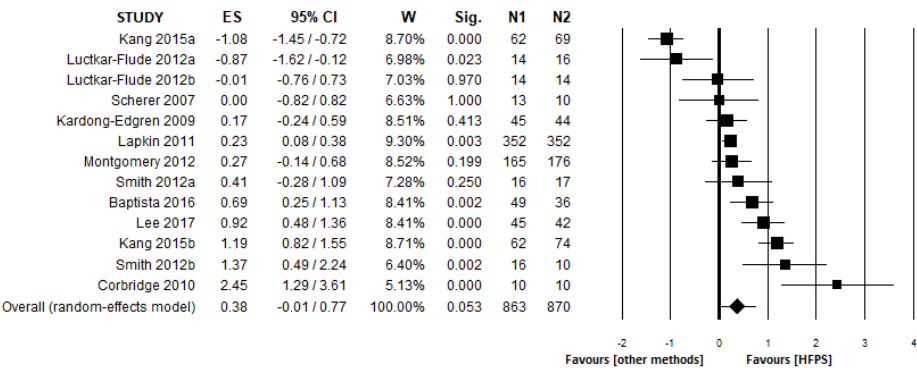 STUDY ES 95% CI W Sig. N1 N2
Kang 2015a -1.08 -1.45 / -0.72 8.70% 0.000 62 69
Luctkar-Flude 2012a -0.87 -1.62 / -0.12 6.98% 0.023 14 16
Luctkar-Flude 2012b -0.01 -0.76 / 0.73 7.03% 0.970 14 14
Scherer 2007 0.00 -0.82 / 0.82 6.63% 1.000 13 10
Kardong-Edgren 2009 0.17 -0.24 / 0.59 8.51% 0.413 45 44
Lapkin 2011 0.23 0.08 / 0.38 9.30% 0.003 352 352
Montgomery 2012 0.27 -0.14 / 0.68 8.52% 0.199 165 176
Smith 2012a 0.41 -0.28 / 1.09 7.28% 0.250 16 17
Baptista 2016 0.69 0.25 / 1.13 8.41% 0.002 49 36
Lee 2017 0.92 0.48 / 1.36 8.41% 0.000 45 42
Kang 2015b 1.19 0.82 / 1.55 8.71% 0.000 62 74
Smith 2012b 1.37 0.49 / 2.24 6.40% 0.002 16 10
Corbridge 2010 2.45 1.29 / 3.61 5.13% 0.000 10 10
Overall (random-effects model) 0.38 -0.01 / 0.77 100.00% 0.053 863 870
-2 -1 0 1 2 3 4
Favours [other methods] Favours [HFPS]